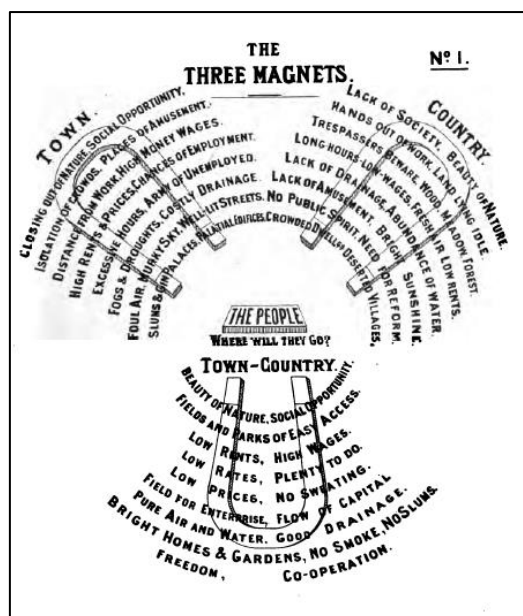 THE
THREE MAGNETS.
No 1.
TOWN.
CLOSING OUT OF NATURE. SOCIAL OPPORTUNITY.
ISOLATION OF CROWDS. PLACES OF AMUSEMENT.
DISTANCE FROM WORK. HIGH MONEY WAGES.
HIGH RENTS & PRICES. CHANCES OF EMPLOYMENT.
EXCESSIVE HOURS. ARMY OF UNEMPLOYED.
FOGS & DROUGHTS. COSTLY DRAINAGE.
FOUL AIR. MURKY SKY. WELL-LIT STREETS.
SLUMS & GIN PALACES. PALATIAL EDIFICES.
COUNTRY.
LACK OF SOCIETY. BEAUTY OF NATURE.
HANDS OUT OF WORK. LAND LYING IDLE.
TRESPASSERS BEWARE. WOOD, MEADOW, FOREST.
LONG HOURS-LOW WAGES. FRESH AIR. LOW RENTS.
LACK OF DRAINAGE. ABUNDANCE OF WATER.
LACK OF AMUSEMENT. BRIGHT SUNSHINE.
NO PUBLIC SPIRIT. NEED FOR REFORM.
CROWDED DESERTED VILLAGES.
THE PEOPLE
WHERE WILL THEY GO?
TOWN-COUNTRY.
BEAUTY OF NATURE, SOCIAL OPPORTUNITY.
FIELDS AND PARKS OF EASY ACCESS.
LOW RENTS, HIGH WAGES.
LOW RATES, PLENTY TO DO.
LOW PRICES, NO SWEATING.
FIELD FOR ENTERPRISE, FLOW OF CAPITAL
PURE AIR AND WATER. GOOD DRAINAGE.
BRIGHT HOMES & GARDENS, NO SMOKE, NO SLUMS.
FREEDOM, CO-OPERATION.